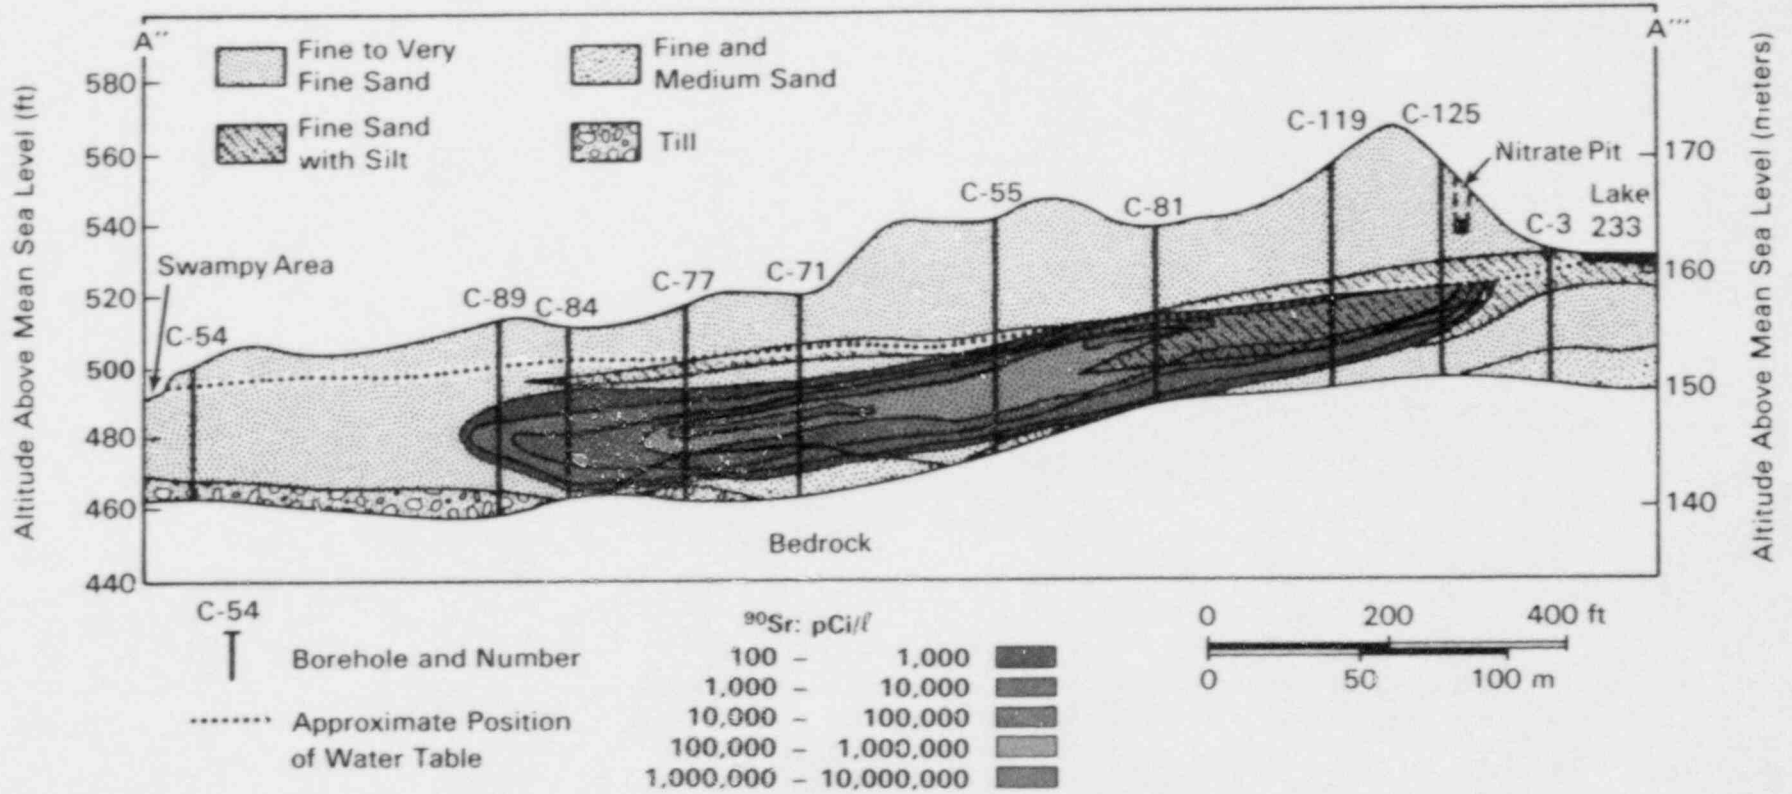 A''
A'''
Altitude Above Mean Sea Level (ft)
580
560
540
520
500
480
460
440
Fine to Very
Fine Sand
Fine and
Medium Sand
Fine Sand
with Silt
Till
Swampy Area
C-54
C-89
C-84
C-77
C-71
C-55
C-81
C-119
C-125
Nitrate Pit
C-3
Lake
233
170
160
150
140
Altitude Above Mean Sea Level (meters)
Bedrock
C-54
Borehole and Number
Approximate Position
of Water Table
⁹⁰Sr: pCi/ℓ
100 – 1,000
1,000 – 10,000
10,000 – 100,000
100,000 – 1,000,000
1,000,000 – 10,000,000
0 200 400 ft
0 50 100 m